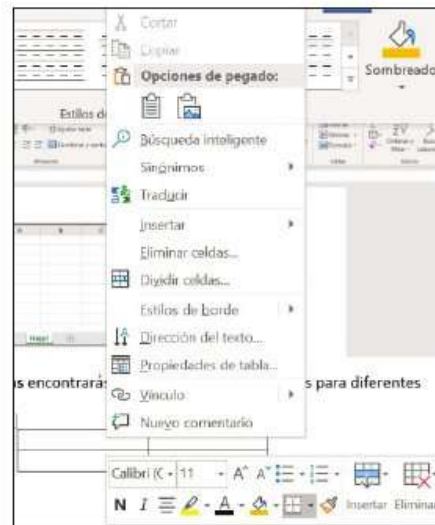 Cortar
Copiar
Opciones de pegado:
Sombreado
Estilos d
Búsqueda inteligente
Sinónimos
Traducir
Insertar
Eliminar celdas...
Dividir celdas...
Estilos de borde
Dirección del texto...
Propiedades de tabla...
as encontrarás
s para diferentes
Vínculo
Nuevo comentario
Calibri (C
11
A^ A
N I
A
Insertar
Eliminar